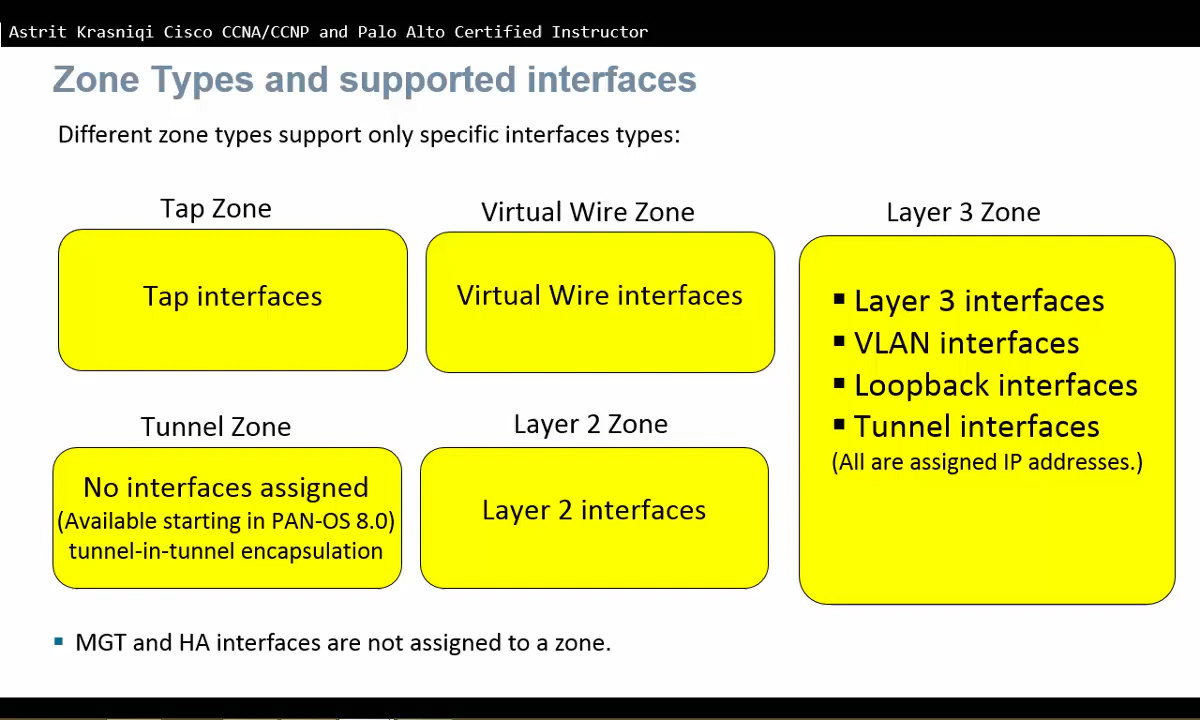 Astrit Krasniqi Cisco CCNA/CCNP and Palo Alto Certified Instructor
Zone Types and supported interfaces
Different zone types support only specific interfaces types:
Tap Zone
Tap interfaces
Virtual Wire Zone
Virtual Wire interfaces
Layer 3 Zone
▪ Layer 3 interfaces
▪ VLAN interfaces
▪ Loopback interfaces
▪ Tunnel interfaces
(All are assigned IP addresses.)
Tunnel Zone
No interfaces assigned
(Available starting in PAN-OS 8.0)
tunnel-in-tunnel encapsulation
Layer 2 Zone
Layer 2 interfaces
▪ MGT and HA interfaces are not assigned to a zone.